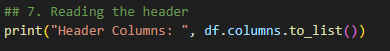 ## 7. Reading the header
print("Header Columns: ", df.columns.to_list())